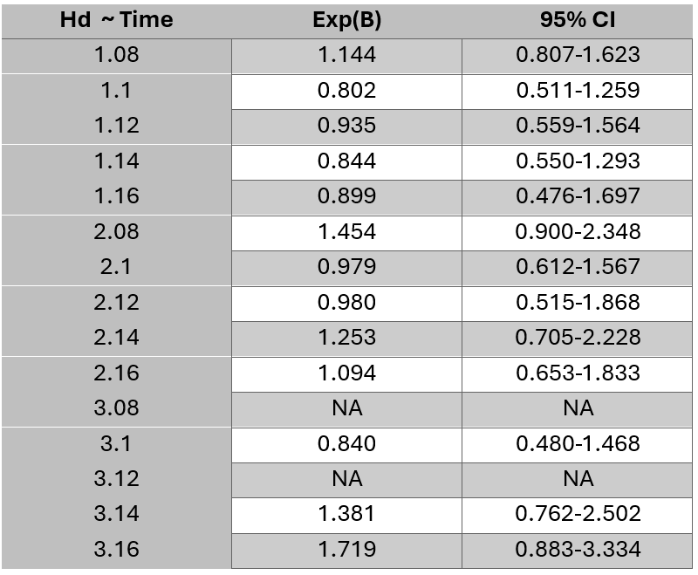 Hd ~ Time Exp(B) 95% CI
1.08 1.144 0.807-1.623
1.1 0.802 0.511-1.259
1.12 0.935 0.559-1.564
1.14 0.844 0.550-1.293
1.16 0.899 0.476-1.697
2.08 1.454 0.900-2.348
2.1 0.979 0.612-1.567
2.12 0.980 0.515-1.868
2.14 1.253 0.705-2.228
2.16 1.094 0.653-1.833
3.08 NA NA
3.1 0.840 0.480-1.468
3.12 NA NA
3.14 1.381 0.762-2.502
3.16 1.719 0.883-3.334